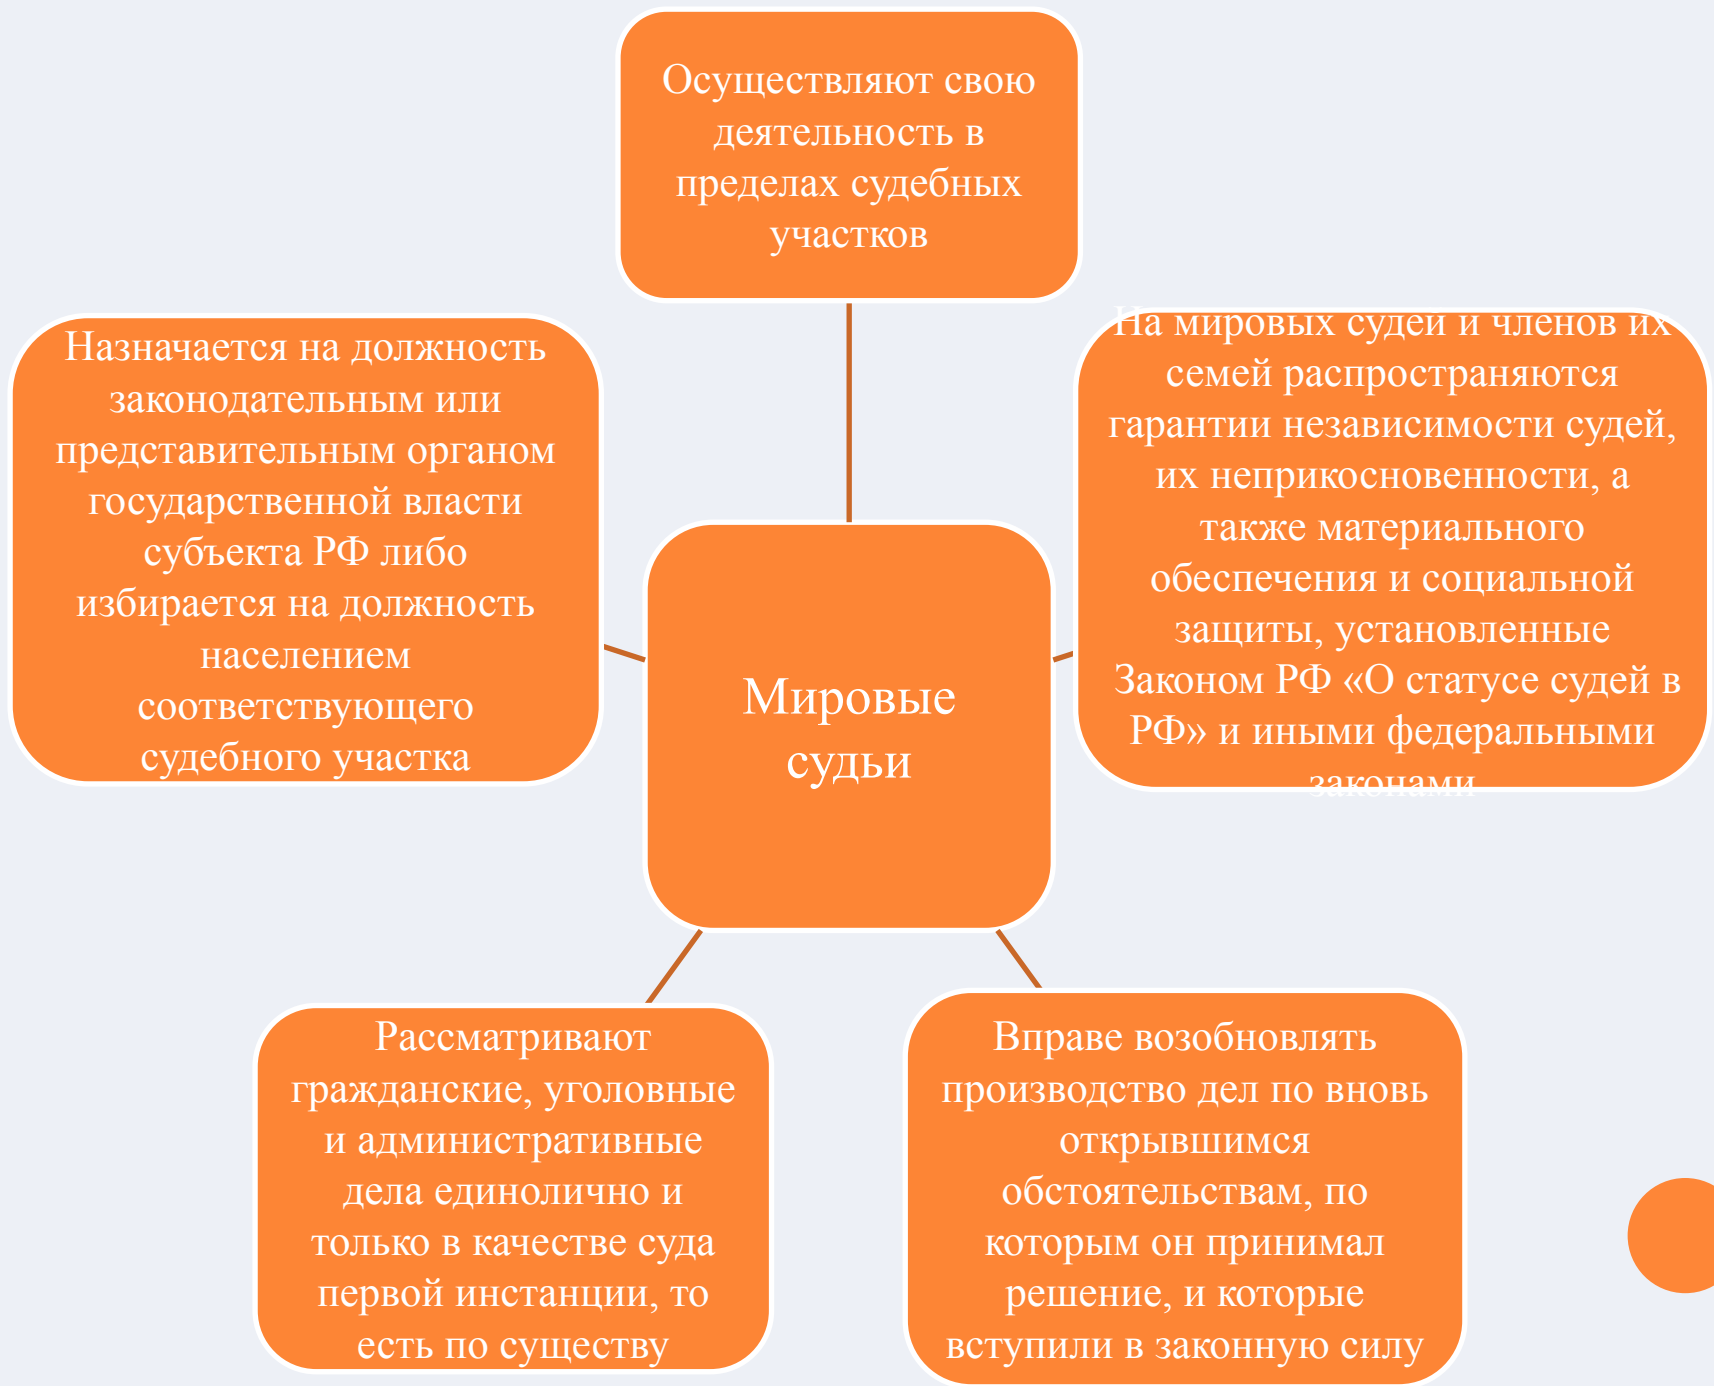 Осуществляют свою
деятельность в
пределах судебных
участков
Назначается на должность
законодательным или
представительным органом
государственной власти
субъекта РФ либо
избирается на должность
населением
соответствующего
судебного участка
На мировых судей и членов их
семей распространяются
гарантии независимости судей,
их неприкосновенности, а
также материального
обеспечения и социальной
защиты, установленные
Законом РФ «О статусе судей в
РФ» и иными федеральными
законами
Мировые
судьи
Рассматривают
гражданские, уголовные
и административные
дела единолично и
только в качестве суда
первой инстанции, то
есть по существу
Вправе возобновлять
производство дел по вновь
открывшимся
обстоятельствам, по
которым он принимал
решение, и которые
вступили в законную силу